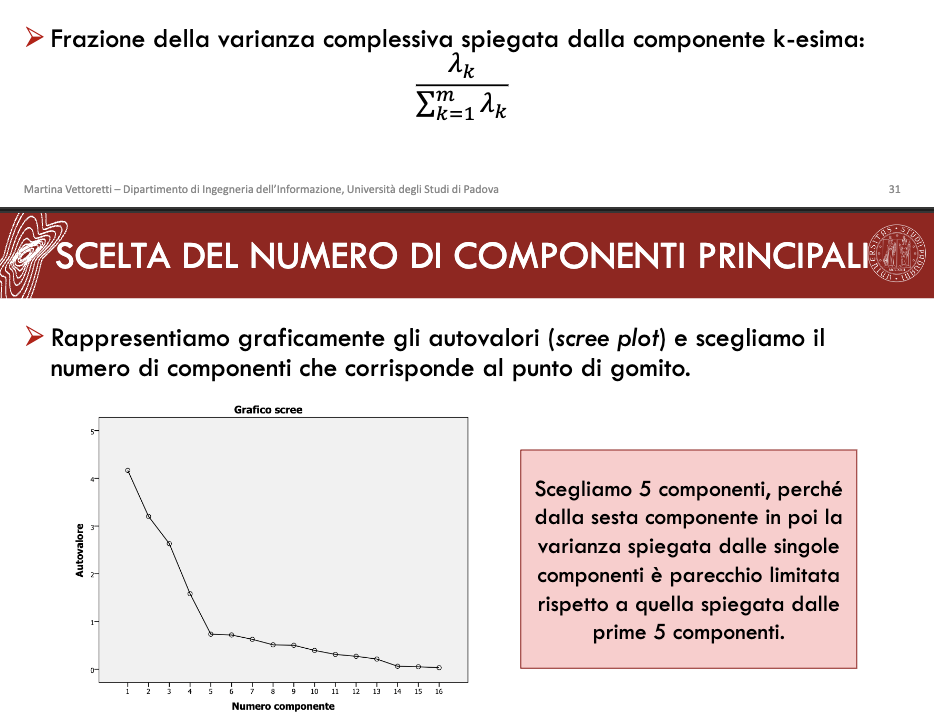 Frazione della varianza complessiva spiegata dalla componente k-esima:
λₖ
∑ᵐₖ₌₁ λₖ
Martina Vettoretti – Dipartimento di Ingegneria dell'Informazione, Università degli Studi di Padova
31
SCELTA DEL NUMERO DI COMPONENTI PRINCIPALI
Rappresentiamo graficamente gli autovalori (scree plot) e scegliamo il
numero di componenti che corrisponde al punto di gomito.
Grafico scree
5
4
3
2
1
0
Autovalore
1 2 3 4 5 6 7 8 9 10 11 12 13 14 15 16
Numero componente
Scegliamo 5 componenti, perché
dalla sesta componente in poi la
varianza spiegata dalle singole
componenti è parecchio limitata
rispetto a quella spiegata dalle
prime 5 componenti.